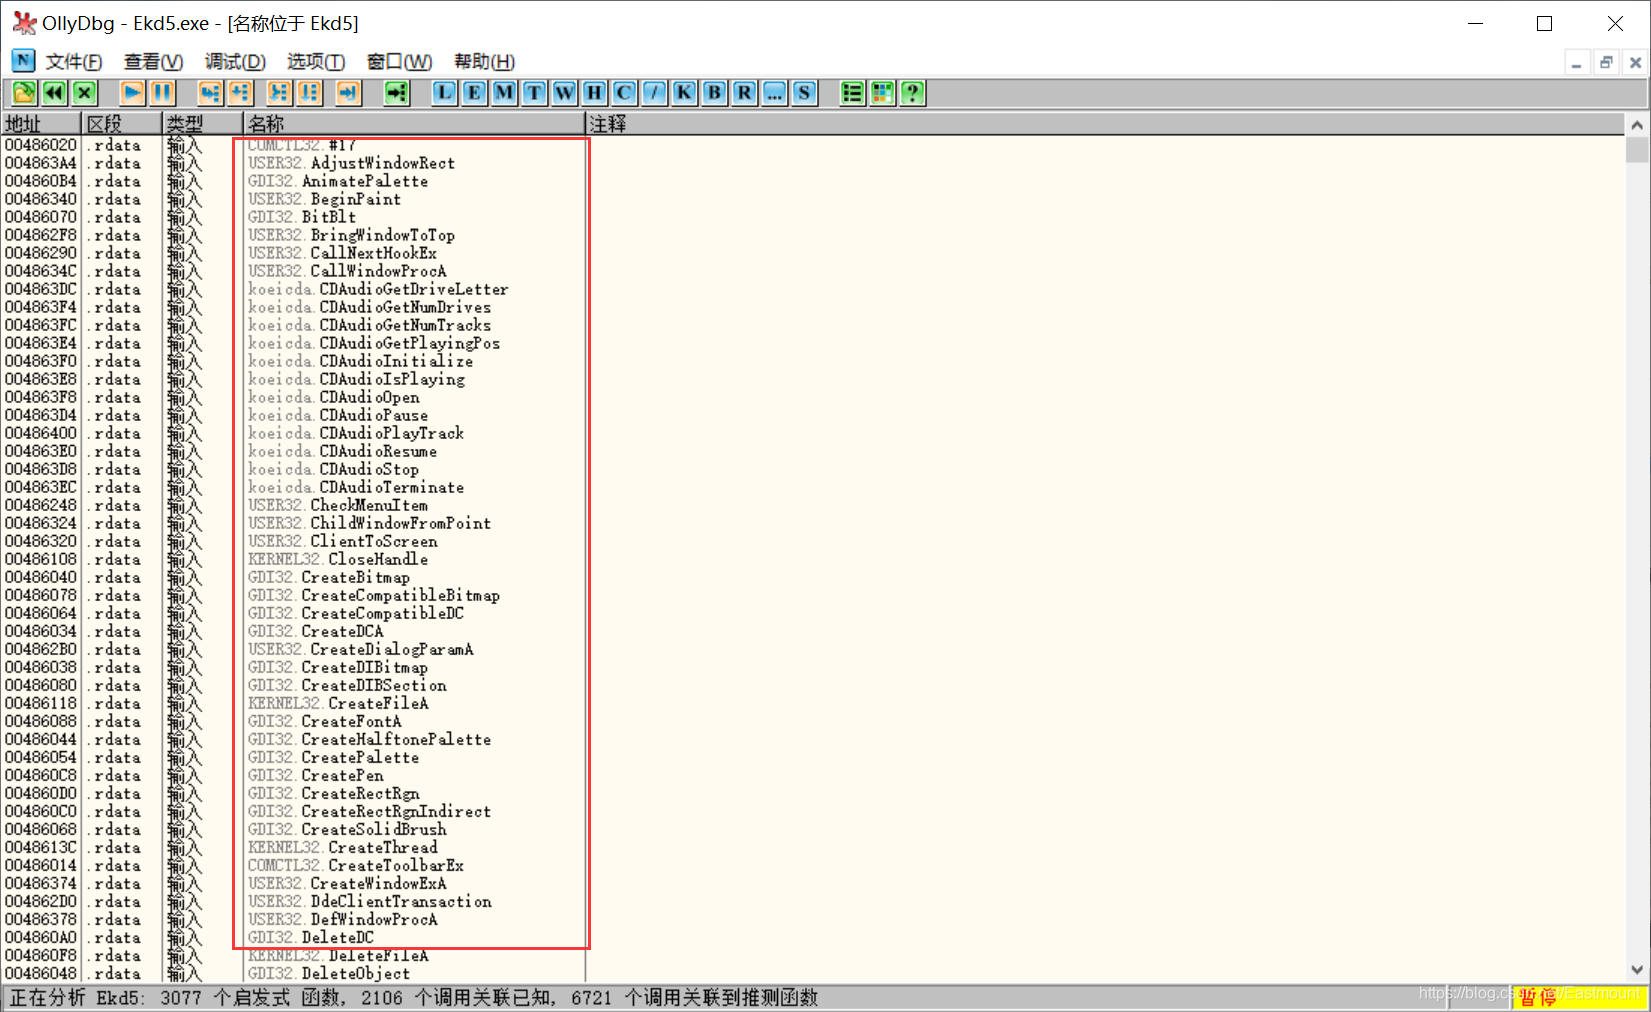 OllyDbg - Ekd5.exe - [名称位于 Ekd5]
N 文件(F) 查看(V) 调试(D) 选项(T) 窗口(W) 帮助(H)
L E M T W H C / K B R ... S ?
地址 区段 类型 名称 注释
00486020 .rdata 输入 COMCTL32.#17
004863A4 .rdata 输入 USER32.AdjustWindowRect
004860B4 .rdata 输入 GDI32.AnimatePalette
00486340 .rdata 输入 USER32.BeginPaint
00486070 .rdata 输入 GDI32.BitBlt
004862F8 .rdata 输入 USER32.BringWindowToTop
00486290 .rdata 输入 USER32.CallNextHookEx
0048634C .rdata 输入 USER32.CallWindowProcA
004863DC .rdata 输入 koeicda.CDAudioGetDriveLetter
004863F4 .rdata 输入 koeicda.CDAudioGetNumDrives
004863FC .rdata 输入 koeicda.CDAudioGetNumTracks
004863E4 .rdata 输入 koeicda.CDAudioGetPlayingPos
004863F0 .rdata 输入 koeicda.CDAudioInitialize
004863E8 .rdata 输入 koeicda.CDAudioIsPlaying
004863F8 .rdata 输入 koeicda.CDAudioOpen
004863D4 .rdata 输入 koeicda.CDAudioPause
00486400 .rdata 输入 koeicda.CDAudioPlayTrack
004863E0 .rdata 输入 koeicda.CDAudioResume
004863D8 .rdata 输入 koeicda.CDAudioStop
004863EC .rdata 输入 koeicda.CDAudioTerminate
00486248 .rdata 输入 USER32.CheckMenuItem
00486324 .rdata 输入 USER32.ChildWindowFromPoint
00486320 .rdata 输入 USER32.ClientToScreen
00486108 .rdata 输入 KERNEL32.CloseHandle
00486040 .rdata 输入 GDI32.CreateBitmap
00486078 .rdata 输入 GDI32.CreateCompatibleBitmap
00486064 .rdata 输入 GDI32.CreateCompatibleDC
00486034 .rdata 输入 GDI32.CreateDCA
004862B0 .rdata 输入 USER32.CreateDialogParamA
00486038 .rdata 输入 GDI32.CreateDIBitmap
00486080 .rdata 输入 GDI32.CreateDIBSection
00486118 .rdata 输入 KERNEL32.CreateFileA
00486088 .rdata 输入 GDI32.CreateFontA
00486044 .rdata 输入 GDI32.CreateHalftonePalette
00486054 .rdata 输入 GDI32.CreatePalette
004860C8 .rdata 输入 GDI32.CreatePen
004860D0 .rdata 输入 GDI32.CreateRectRgn
004860C0 .rdata 输入 GDI32.CreateRectRgnIndirect
00486068 .rdata 输入 GDI32.CreateSolidBrush
0048613C .rdata 输入 KERNEL32.CreateThread
00486014 .rdata 输入 COMCTL32.CreateToolbarEx
00486374 .rdata 输入 USER32.CreateWindowExA
004862D0 .rdata 输入 USER32.DdeClientTransaction
00486378 .rdata 输入 USER32.DefWindowProcA
004860A0 .rdata 输入 GDI32.DeleteDC
004860F8 .rdata 输入 KERNEL32.DeleteFileA
00486048 .rdata 输入 GDI32.DeleteObject
正在分析 Ekd5: 3077 个启发式 函数, 2106 个调用关联已知, 6721 个调用关联到推测函数 暂停
https://blog.csdn.net/Eastmount